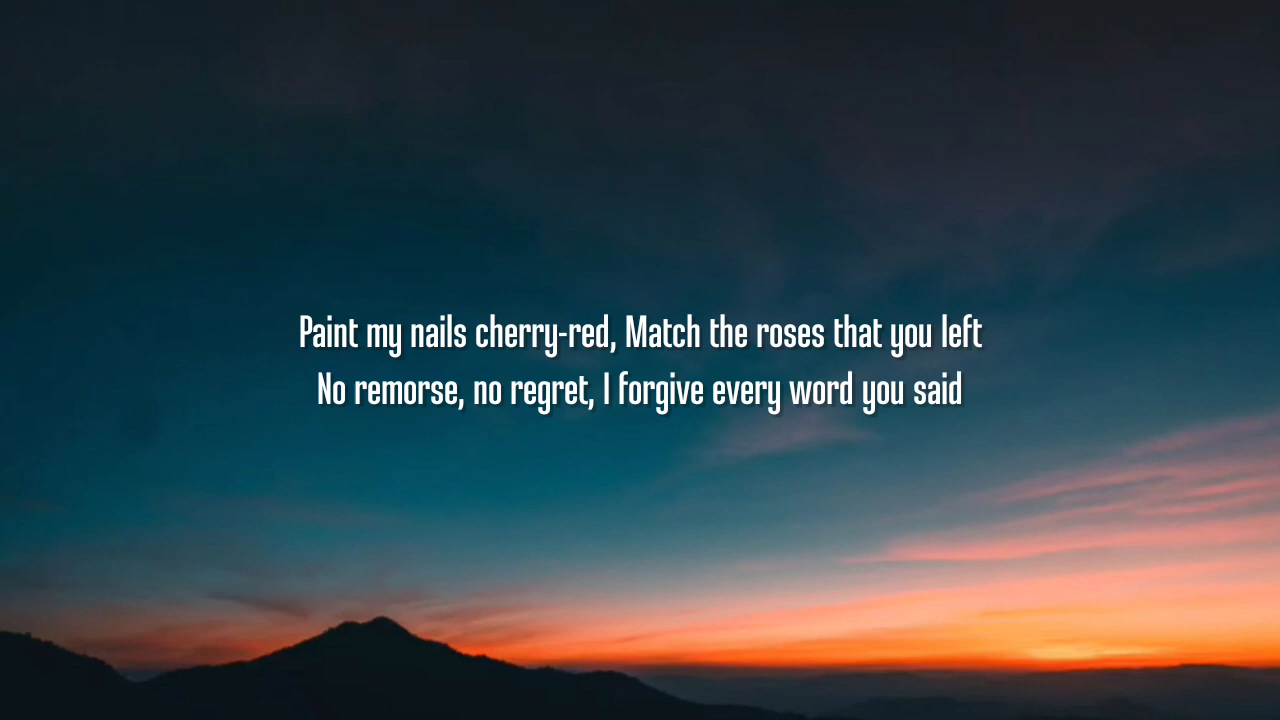 Paint my nails cherry-red, Match the roses that you left
No remorse, no regret, I forgive every word you said